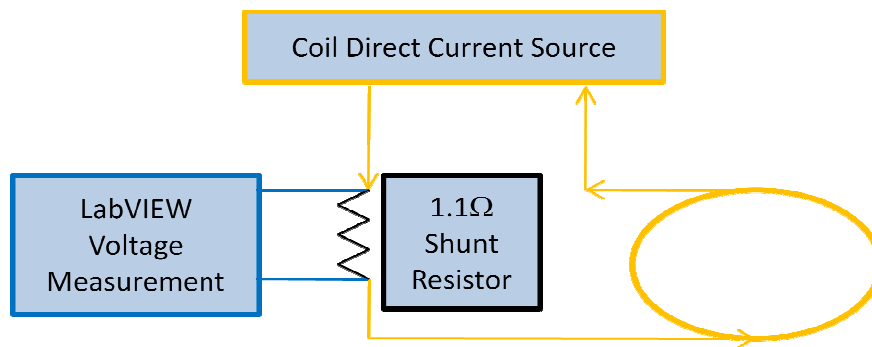 Coil Direct Current Source
LabVIEW
Voltage
Measurement
1.1Ω
Shunt
Resistor